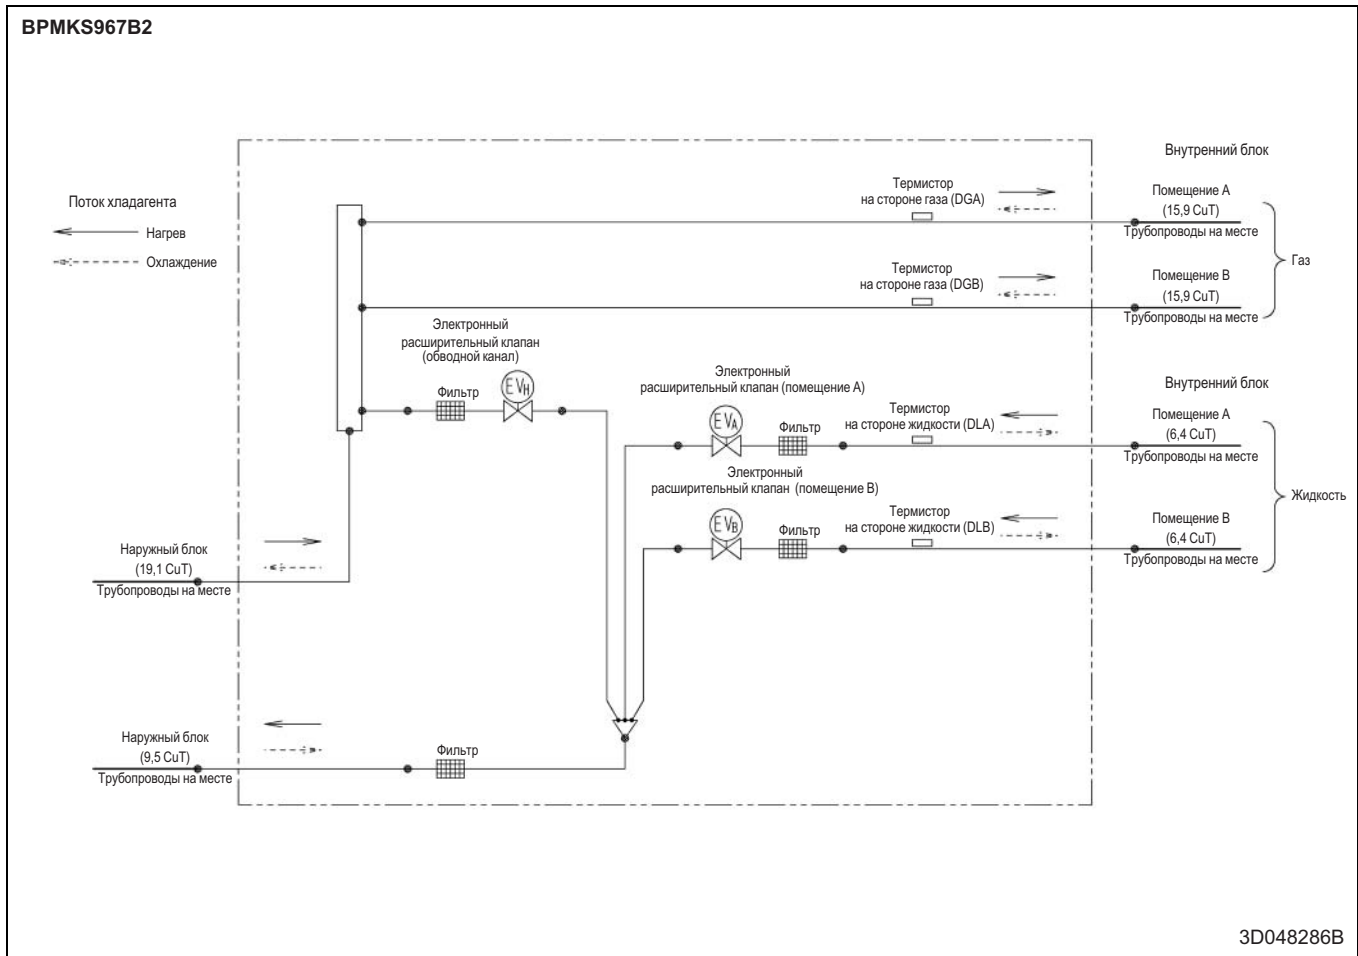 BPMKS967B2
Внутренний блок
Поток хладагента
Нагрев
Охлаждение
Термистор
на стороне газа (DGA)
Помещение A
(15,9 CuT)
Трубопроводы на месте
Газ
Термистор
на стороне газа (DGB)
Помещение B
(15,9 CuT)
Трубопроводы на месте
Электронный
расширительный клапан
(обводной канал)
Фильтр
EVH
Электронный
расширительный клапан (помещение A)
EVA
Фильтр
Термистор
на стороне жидкости (DLA)
Внутренний блок
Помещение A
(6,4 CuT)
Трубопроводы на месте
Жидкость
Электронный
расширительный клапан (помещение B)
EVB
Фильтр
Термистор
на стороне жидкости (DLB)
Помещение B
(6,4 CuT)
Трубопроводы на месте
Наружный блок
(19,1 CuT)
Трубопроводы на месте
Наружный блок
(9,5 CuT)
Трубопроводы на месте
Фильтр
3D048286B